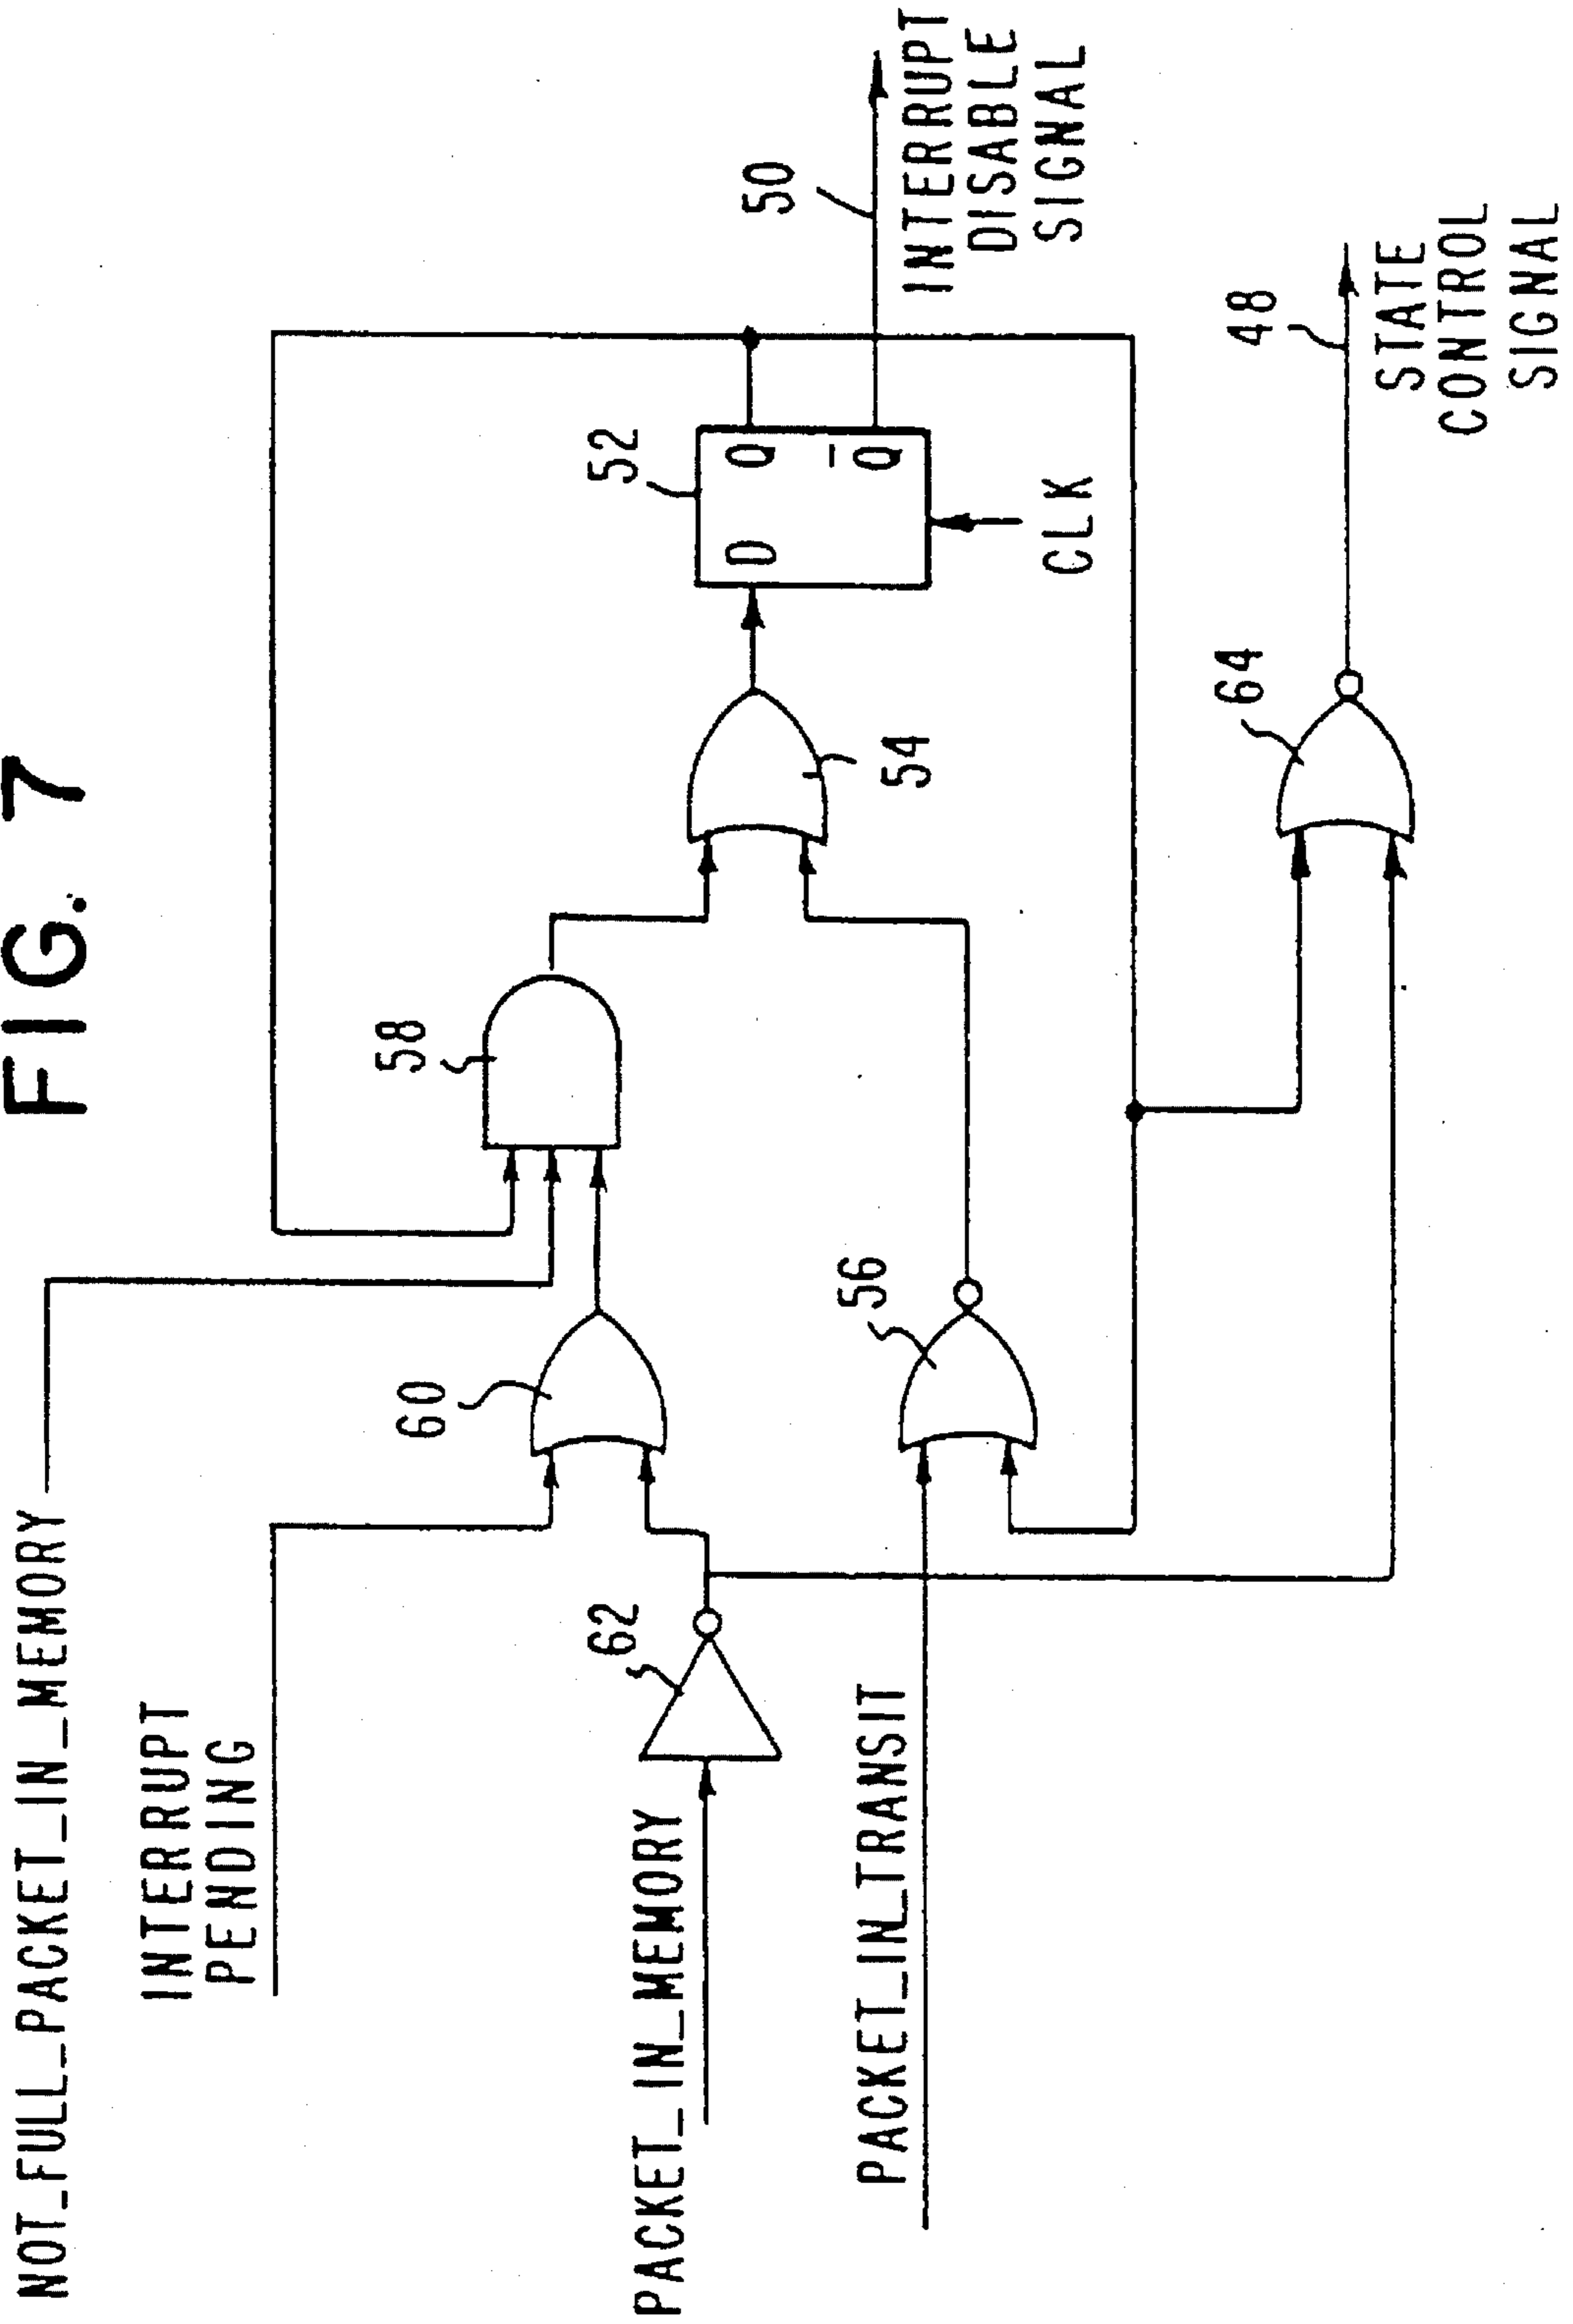 FIG. 7
NOT_FULL_PACKET_IN_MEMORY
INTERRUPT
PENDING
58
60
62
PACKET_IN_MEMORY
52
D
Q
Q̅
50
54
56
PACKET_IN_TRANSIT
INTERRUPT
DISABLE
SIGNAL
CLK
64
48
STATE
CONTROL
SIGNAL